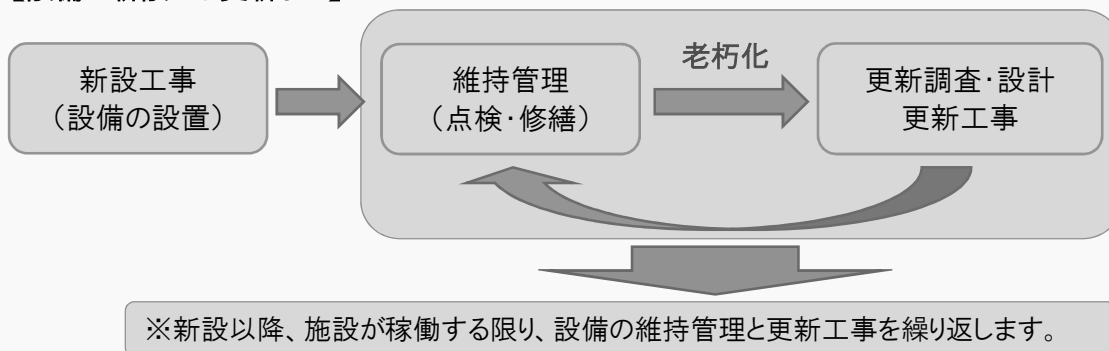 新設工事
（設備の設置）
維持管理
（点検･修繕）
老朽化
更新調査･設計
更新工事
※新設以降、施設が稼働する限り、設備の維持管理と更新工事を繰り返します。